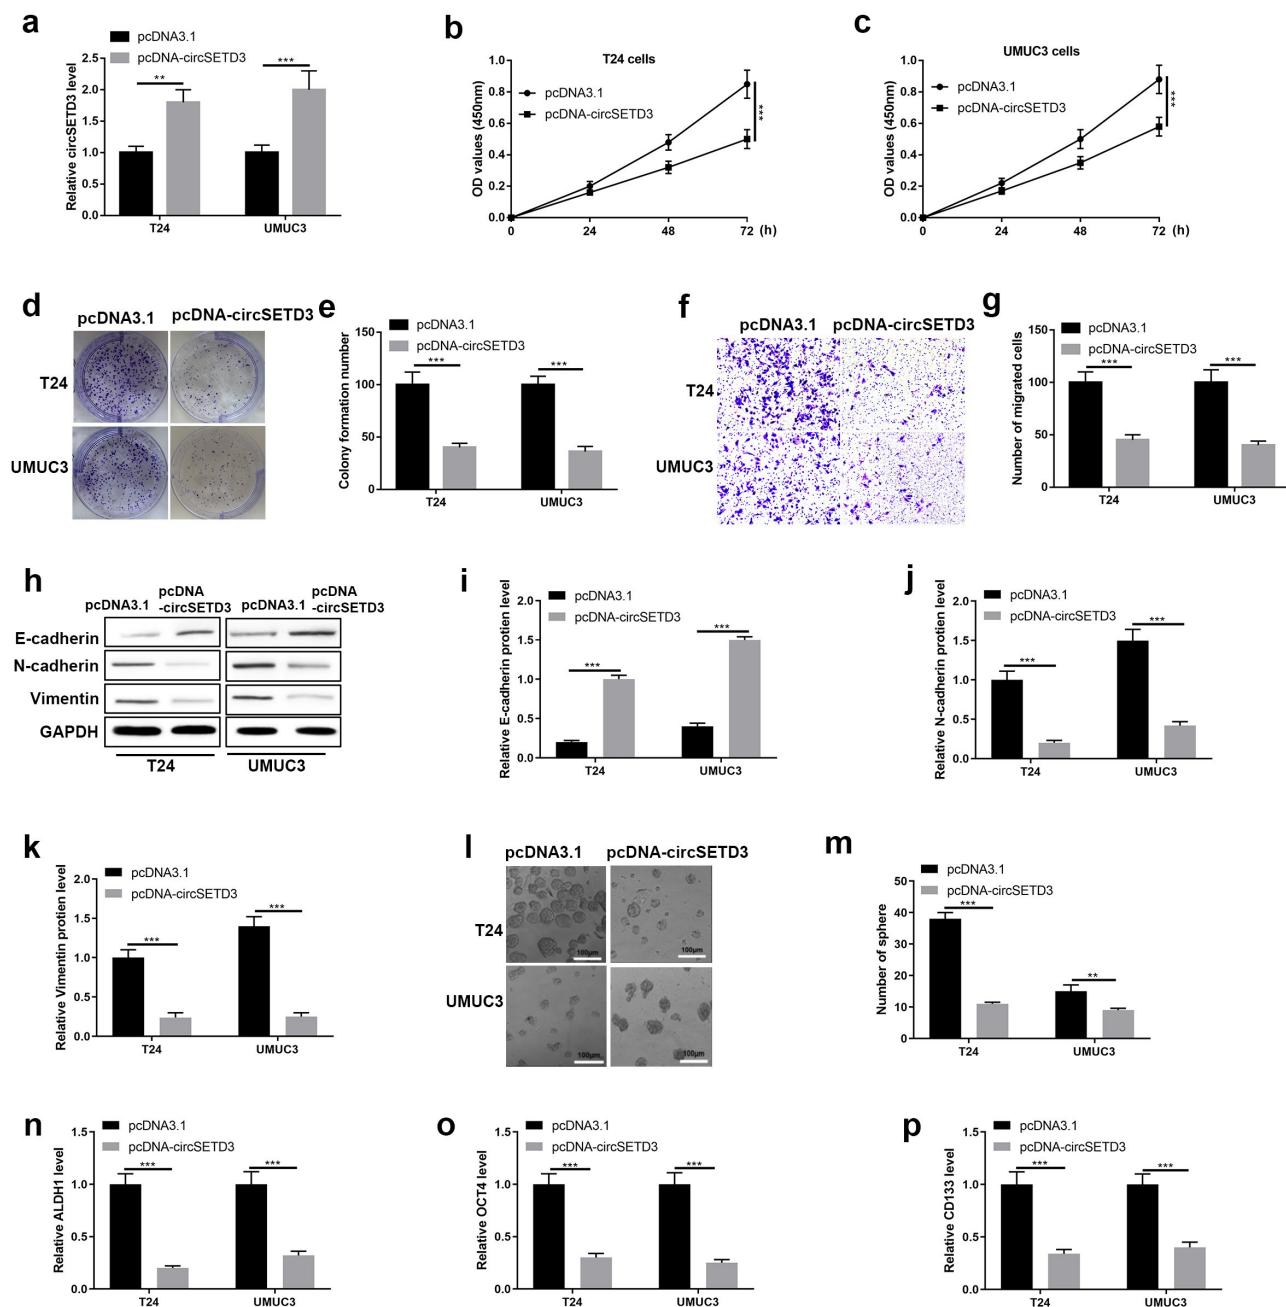 a
pcDNA3.1
pcDNA-circSETD3
Relative circSETD3 level
2.5
2.0
1.5
1.0
0.5
0.0
**
***
T24
UMUC3
b
T24 cells
pcDNA3.1
pcDNA-circSETD3
OD values (450nm)
1.0
0.8
0.6
0.4
0.2
0.0
***
0 24 48 72 (h)
c
UMUC3 cells
pcDNA3.1
pcDNA-circSETD3
OD values (450nm)
1.0
0.8
0.6
0.4
0.2
0.0
***
0 24 48 72 (h)
d
pcDNA3.1 pcDNA-circSETD3
T24
UMUC3
e
pcDNA3.1
pcDNA-circSETD3
Colony formation number
150
100
50
0
***
***
T24
UMUC3
f
pcDNA3.1 pcDNA-circSETD3
T24
UMUC3
g
pcDNA3.1
pcDNA-circSETD3
Number of migrated cells
150
100
50
0
***
***
T24
UMUC3
h
pcDNA3.1
pcDNA
-circSETD3
pcDNA3.1
pcDNA
-circSETD3
E-cadherin
N-cadherin
Vimentin
GAPDH
T24
UMUC3
i
pcDNA3.1
pcDNA-circSETD3
Relative E-cadherin protien level
2.0
1.5
1.0
0.5
0.0
***
***
T24
UMUC3
j
pcDNA3.1
pcDNA-circSETD3
Relative N-cadherin protien level
2.0
1.5
1.0
0.5
0.0
***
***
T24
UMUC3
k
pcDNA3.1
pcDNA-circSETD3
Relative Vimentin protien level
2.0
1.5
1.0
0.5
0.0
***
***
T24
UMUC3
l
pcDNA3.1 pcDNA-circSETD3
T24
UMUC3
100μm
100μm
100μm
100μm
m
pcDNA3.1
pcDNA-circSETD3
Number of sphere
50
40
30
20
10
0
***
**
T24
UMUC3
n
pcDNA3.1
pcDNA-circSETD3
Relative ALDH1 level
1.5
1.0
0.5
0.0
***
***
T24
UMUC3
o
pcDNA3.1
pcDNA-circSETD3
Relative OCT4 level
1.5
1.0
0.5
0.0
***
***
T24
UMUC3
p
pcDNA3.1
pcDNA-circSETD3
Relative CD133 level
1.5
1.0
0.5
0.0
***
***
T24
UMUC3